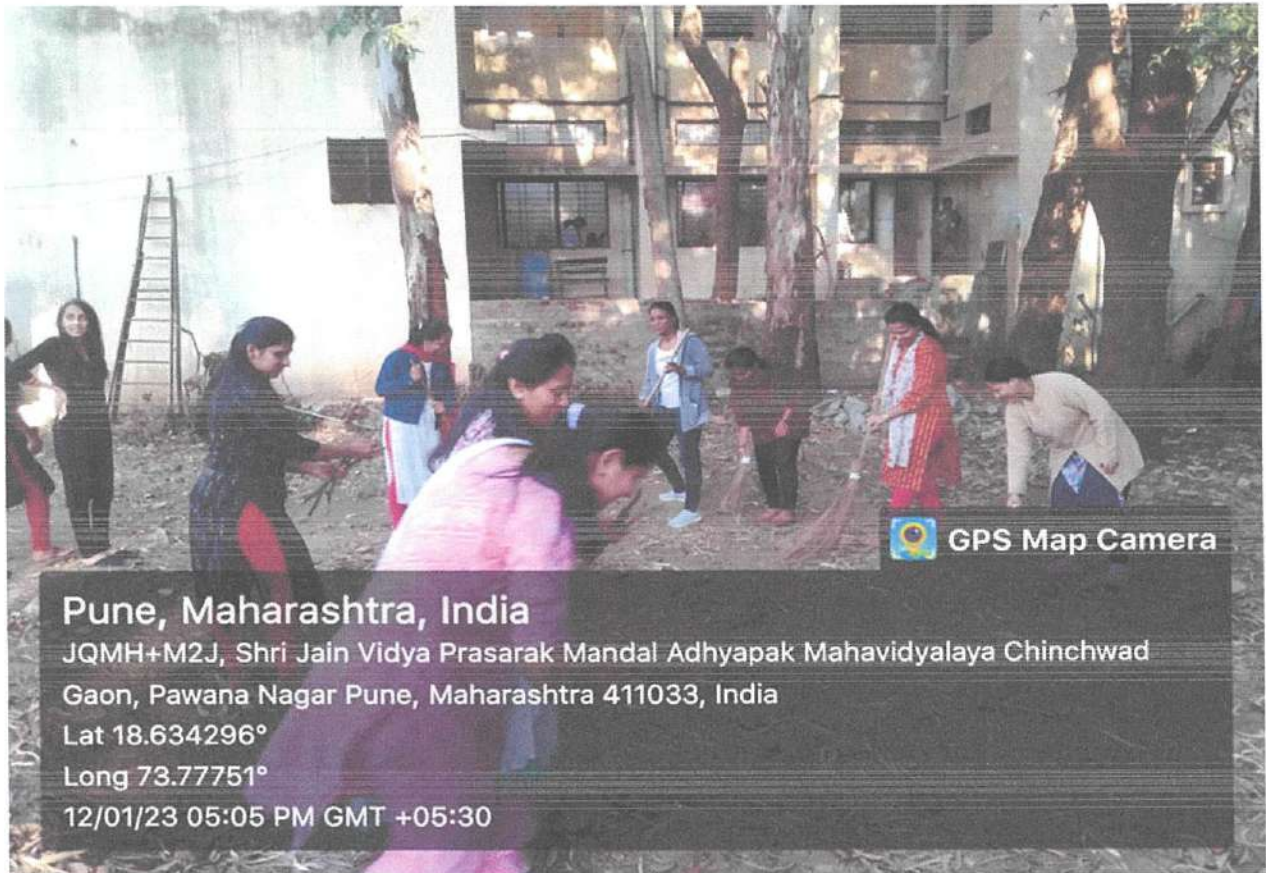 GPS Map Camera
Pune, Maharashtra, India
JQMH+M2J, Shri Jain Vidya Prasarak Mandal Adhyapak Mahavidyalaya Chinchwad
Gaon, Pawana Nagar Pune, Maharashtra 411033, India
Lat 18.634296°
Long 73.77751°
12/01/23 05:05 PM GMT +05:30